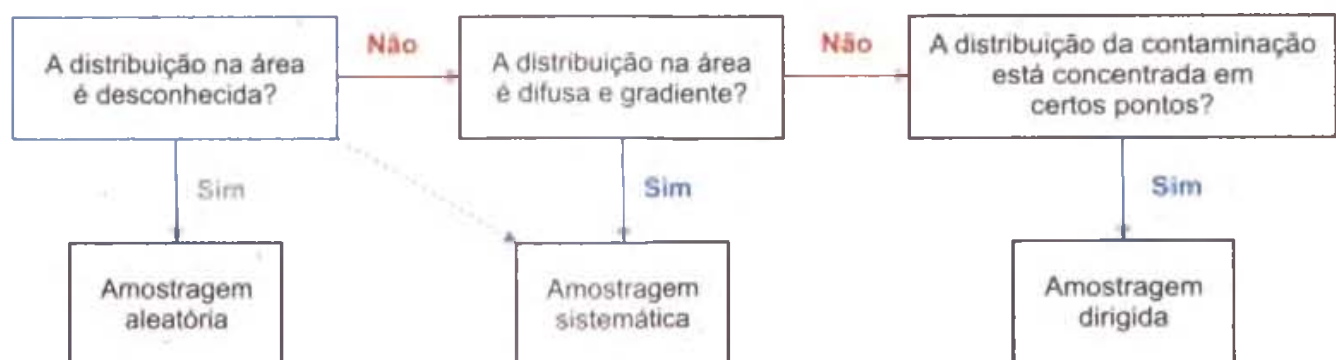 A distribuição na área
é desconhecida?
Não
A distribuição na área
é difusa e gradiente?
Não
A distribuição da contaminação
está concentrada em
certos pontos?
Sim
Sim
Sim
Amostragem
aleatória
Amostragem
sistemática
Amostragem
dirigida